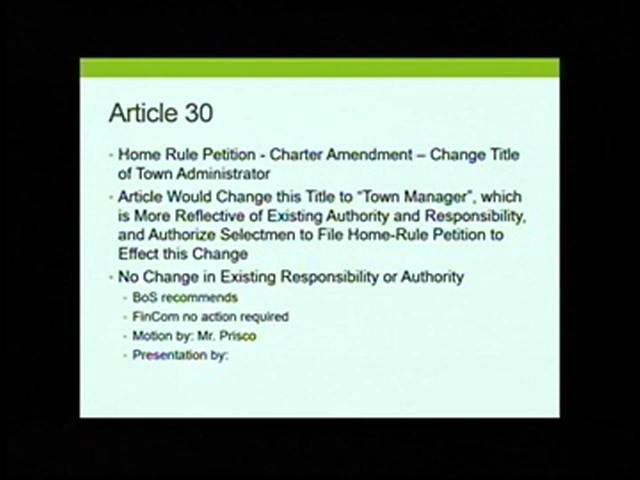 Article 30
· Home Rule Petition - Charter Amendment – Change Title
of Town Administrator
· Article Would Change this Title to “Town Manager”, which
is More Reflective of Existing Authority and Responsibility,
and Authorize Selectmen to File Home-Rule Petition to
Effect this Change
· No Change in Existing Responsibility or Authority
· BoS recommends
· FinCom no action required
· Motion by: Mr. Prisco
· Presentation by: